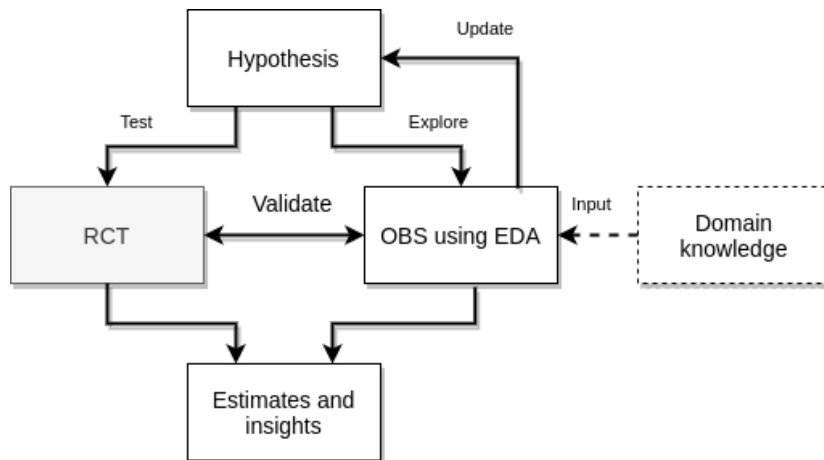 Update
Hypothesis
Test
Explore
Validate
Input
RCT
OBS using EDA
Domain
knowledge
Estimates and
insights